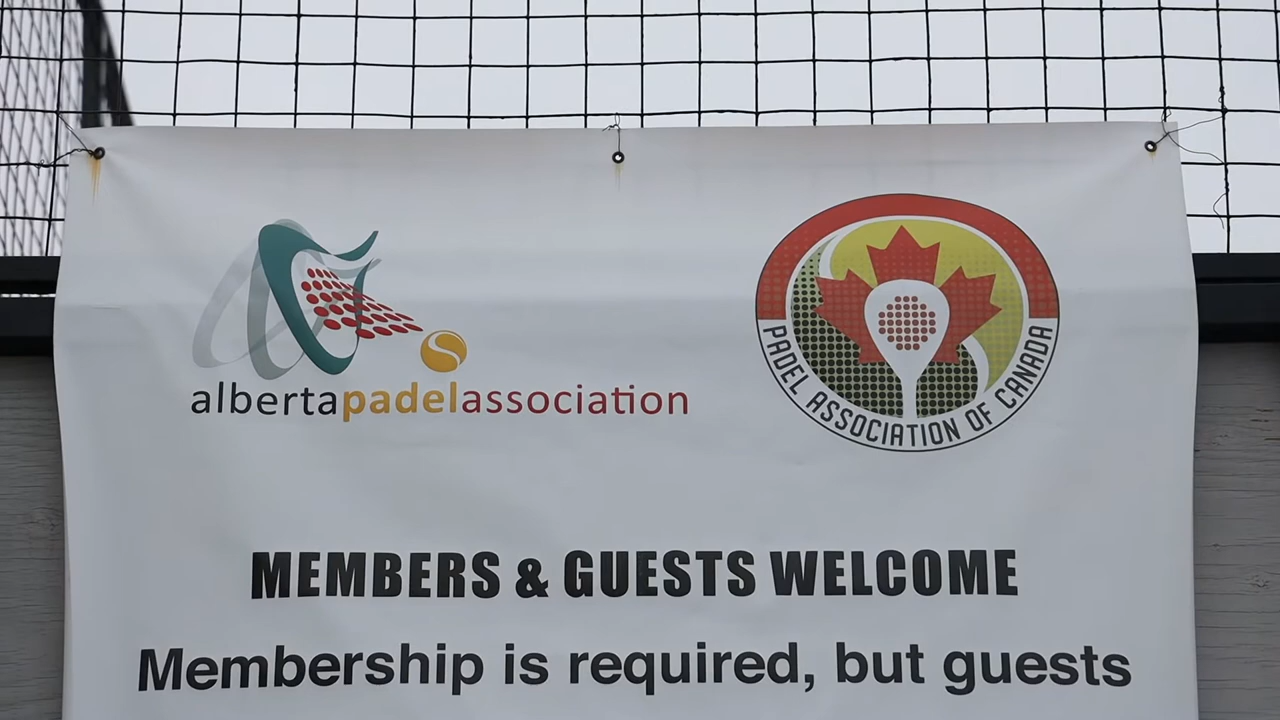 albertapadelassociation
PADEL ASSOCIATION OF CANADA
MEMBERS & GUESTS WELCOME
Membership is required, but guests